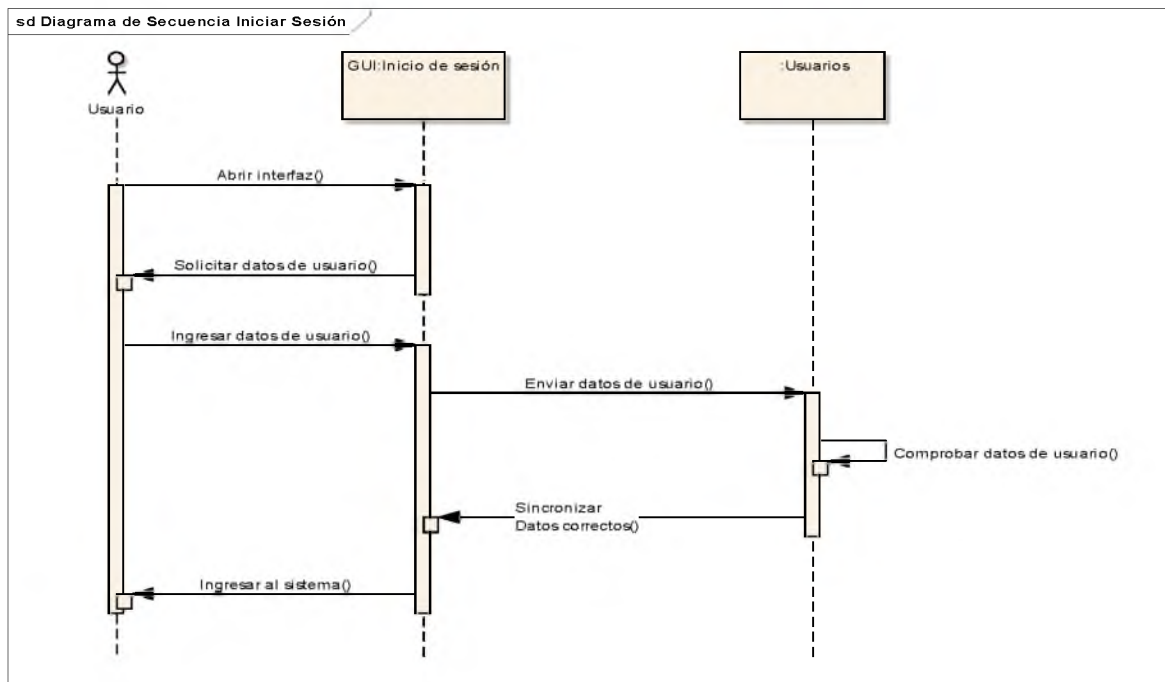 sd Diagrama de Secuencia Iniciar Sesión
Usuario
GUI:Inicio de sesión
:Usuarios
Abrir interfaz()
Solicitar datos de usuario()
Ingresar datos de usuario()
Enviar datos de usuario()
Comprobar datos de usuario()
Sincronizar
Datos correctos()
Ingresar al sistema()